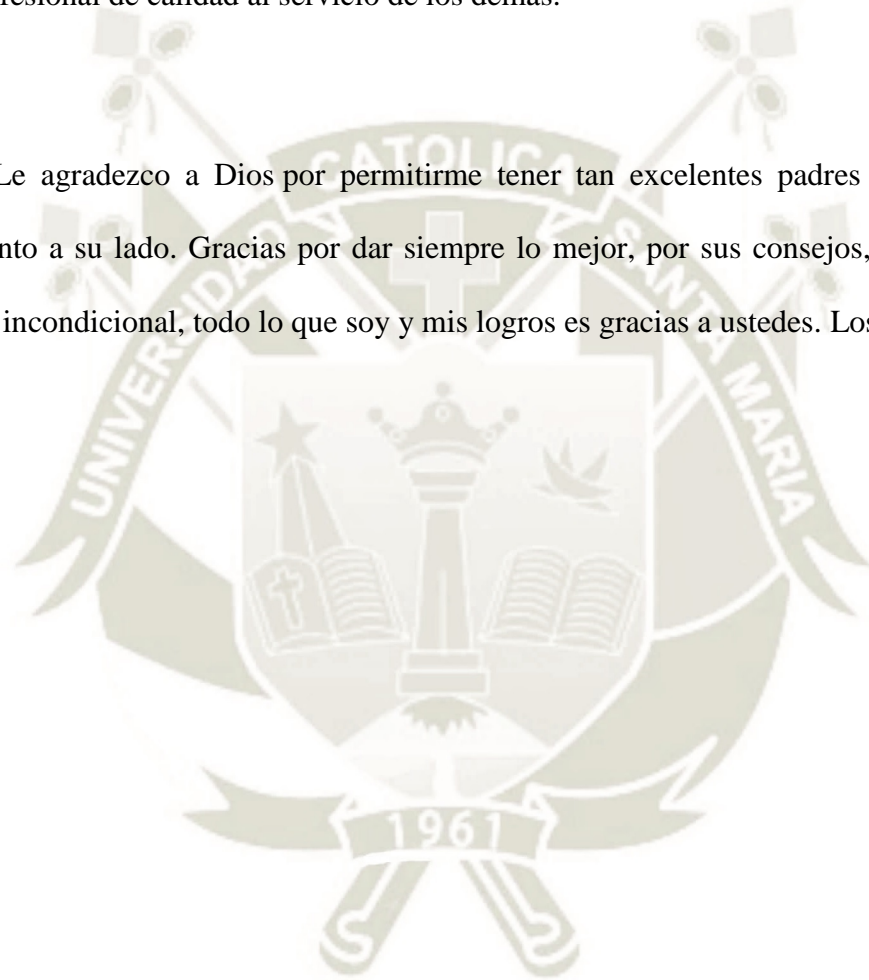 fesional de calidad al servicio de los demás.
Le agradezco a Dios por permitirme tener tan excelentes padres
nto a su lado. Gracias por dar siempre lo mejor, por sus consejos,
incondicional, todo lo que soy y mis logros es gracias a ustedes. Los
UNIVERSIDAD CATOLICA SANTA MARIA
1961